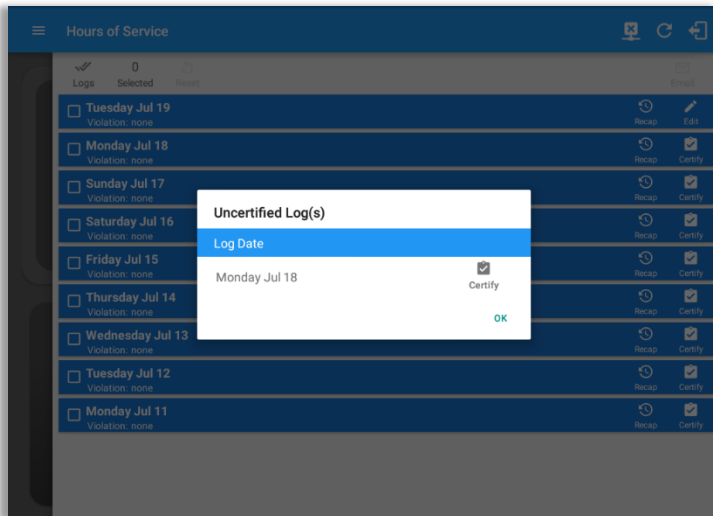 Hours of Service
0
Logs Selected Reset Email
Tuesday Jul 19
Violation: none
Recap Edit
Monday Jul 18
Violation: none
Recap Certify
Sunday Jul 17
Violation: none
Recap Certify
Saturday Jul 16
Violation: none
Recap Certify
Friday Jul 15
Violation: none
Recap Certify
Thursday Jul 14
Violation: none
Recap Certify
Wednesday Jul 13
Violation: none
Recap Certify
Tuesday Jul 12
Violation: none
Recap Certify
Monday Jul 11
Violation: none
Recap Certify
Uncertified Log(s)
Log Date
Monday Jul 18
Certify
OK